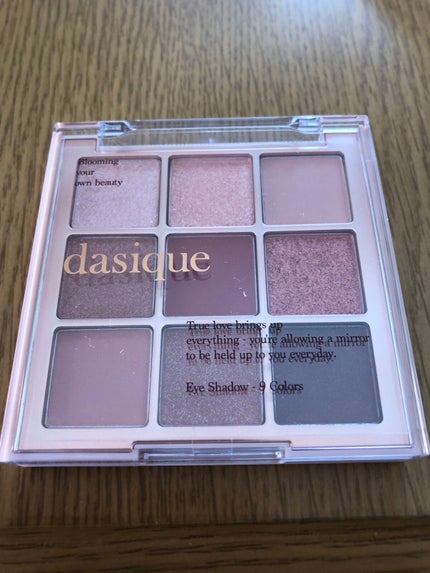 Blooming
your
own beauty
dasique
True love brings up
everything - you're allowing a mirror
to be held up to you everyday.
Eye Shadow - 9 Colors